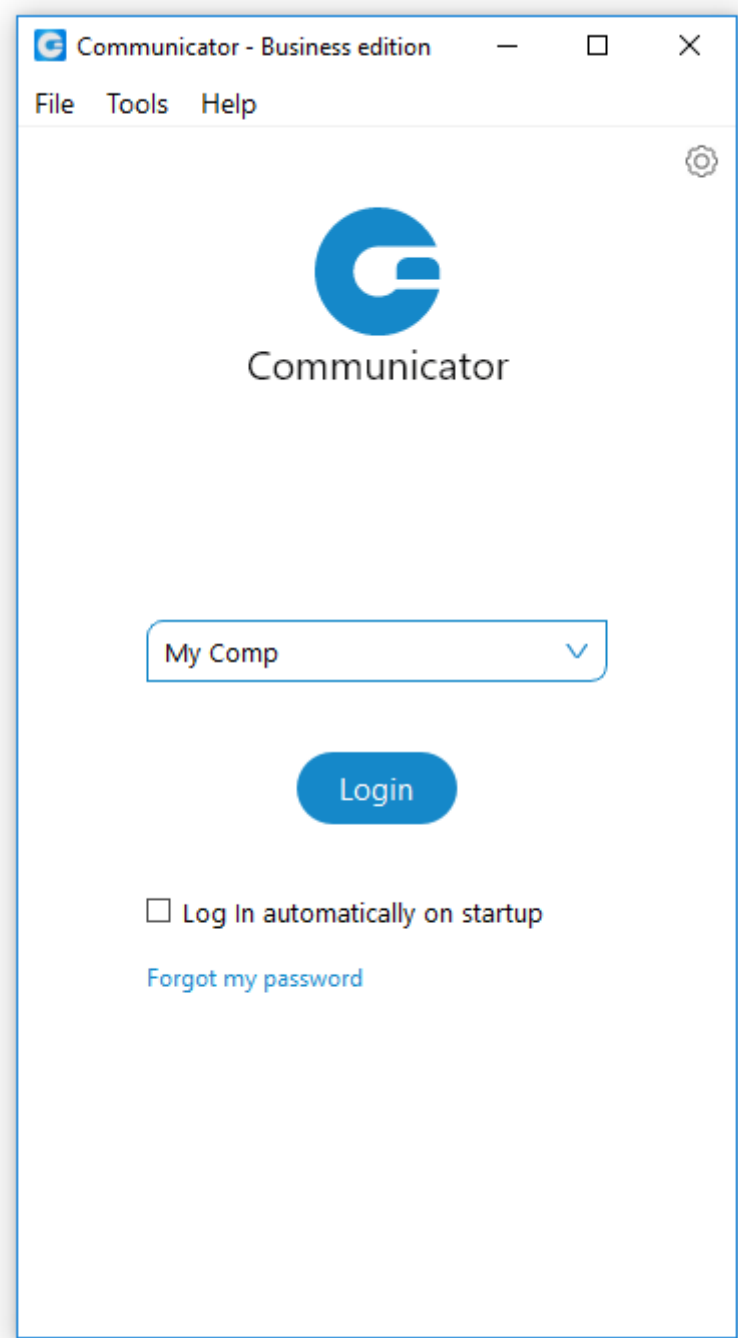 Communicator - Business edition
File Tools Help
Communicator
My Comp
Login
Log In automatically on startup
Forgot my password